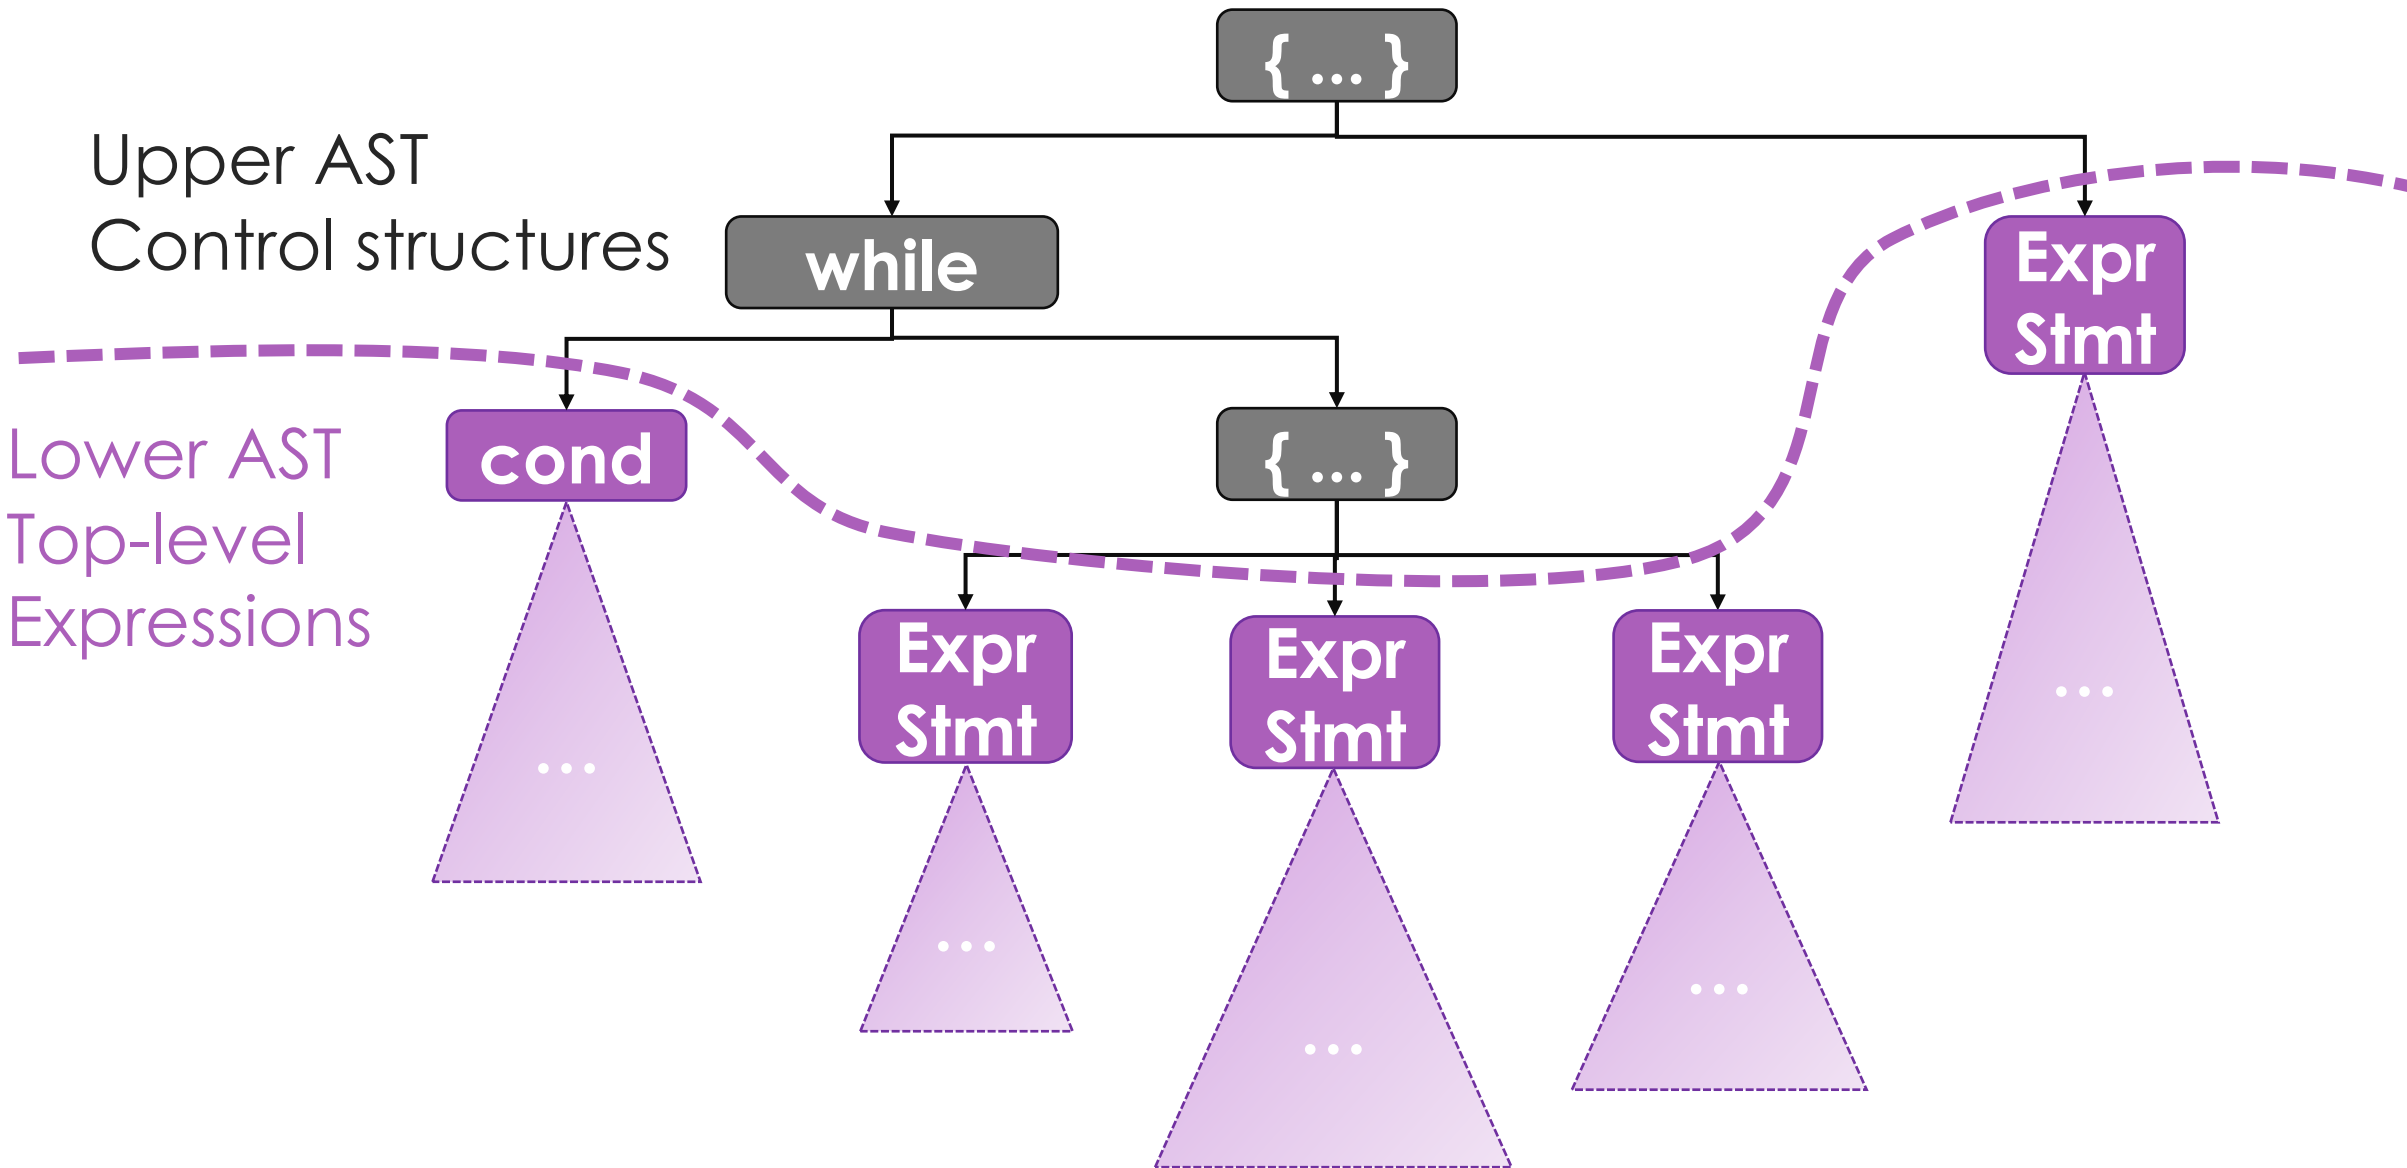 { ... }
Upper AST
Control structures
while
Expr
Stmt
Lower AST
Top-level
Expressions
cond
{ ... }
Expr
Stmt
Expr
Stmt
Expr
Stmt
...
...
...
...
...